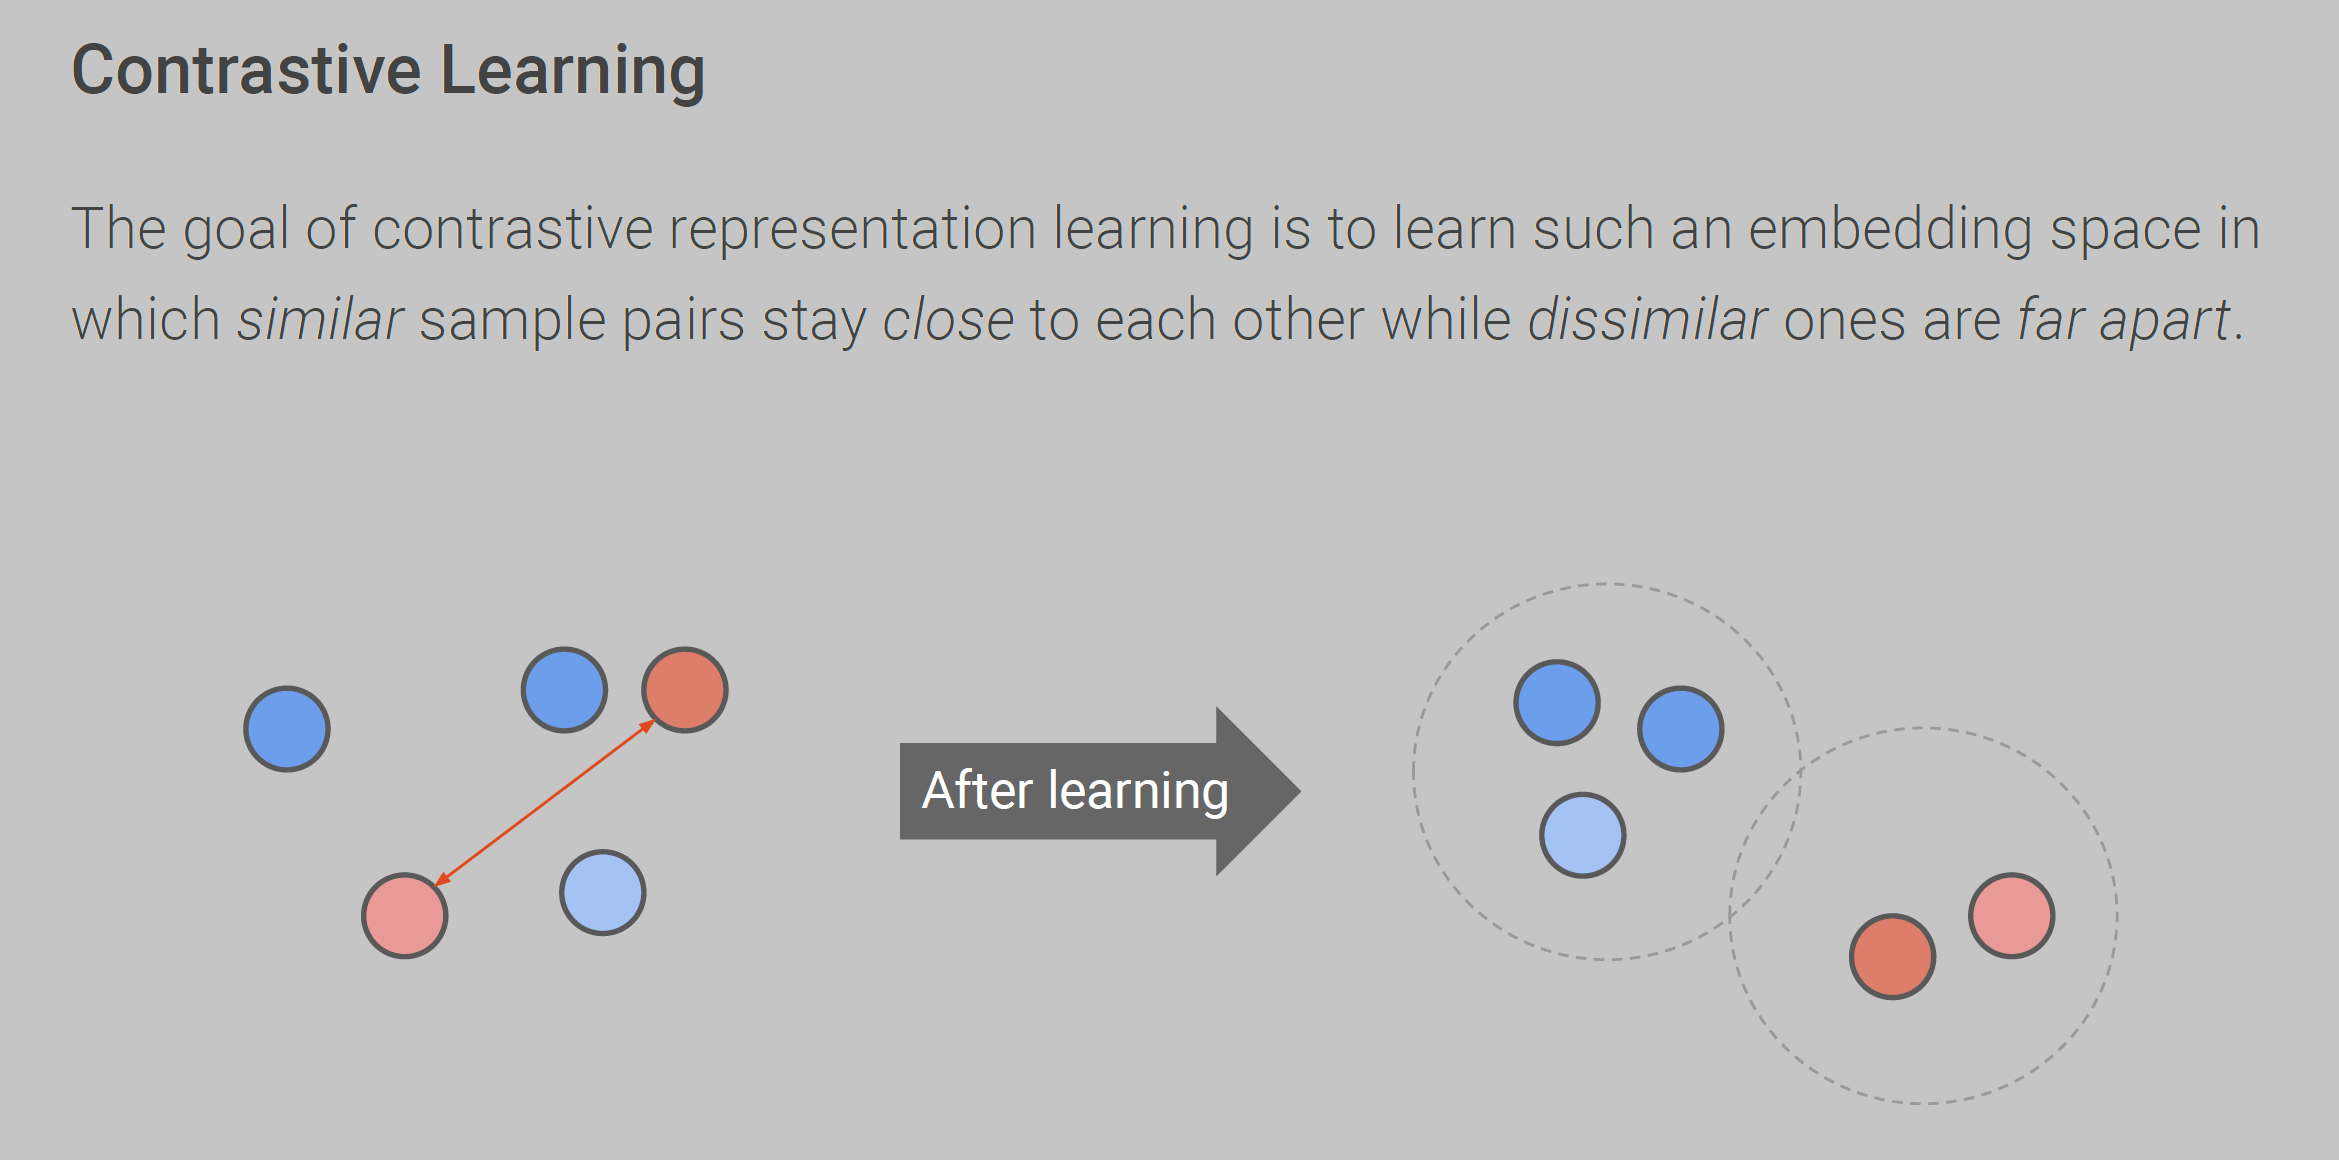 Contrastive Learning
The goal of contrastive representation learning is to learn such an embedding space in
which similar sample pairs stay close to each other while dissimilar ones are far apart.
After learning